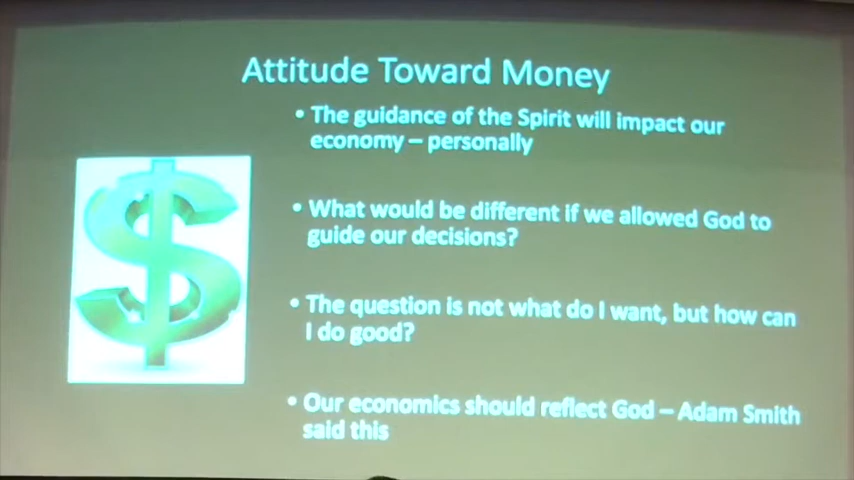 Attitude Toward Money
• The guidance of the Spirit will impact our
economy – personally
• What would be different if we allowed God to
guide our decisions?
• The question is not what do I want, but how can
I do good?
• Our economics should reflect God – Adam Smith
said this